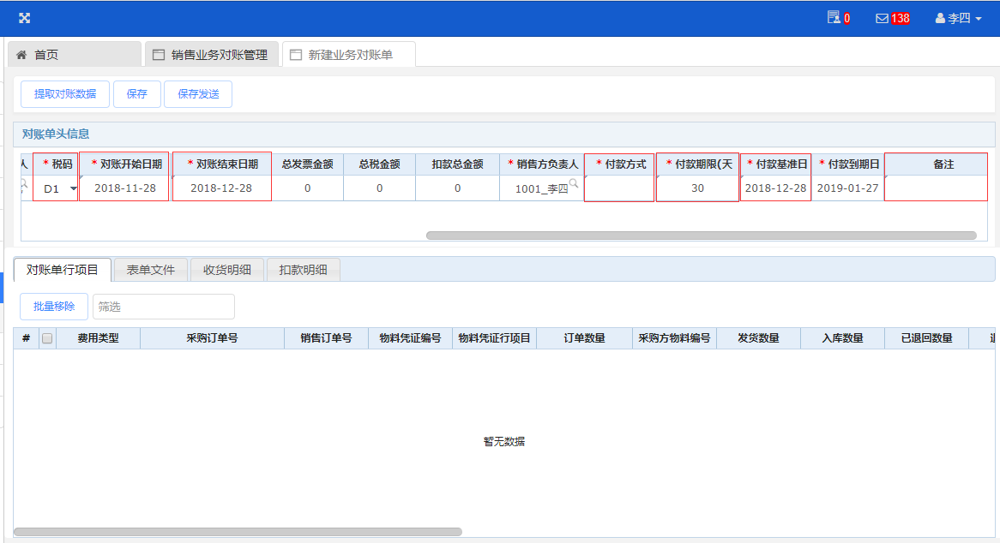 0 138 李四
首页 销售业务对账管理 新建业务对账单
提取对账数据 保存 保存发送
对账单头信息
人 * 税码 * 对账开始日期 * 对账结束日期 总发票金额 总税金额 扣款总金额 * 销售方负责人 * 付款方式 * 付款期限(天 * 付款基准日 * 付款到期日 备注
D1 2018-11-28 2018-12-28 0 0 0 1001_李四 30 2018-12-28 2019-01-27
对账单行项目 表单文件 收货明细 扣款明细
批量移除 筛选
# 费用类型 采购订单号 销售订单号 物料凭证编号 物料凭证行项目 订单数量 采购方物料编号 发货数量 入库数量 已退回数量
暂无数据